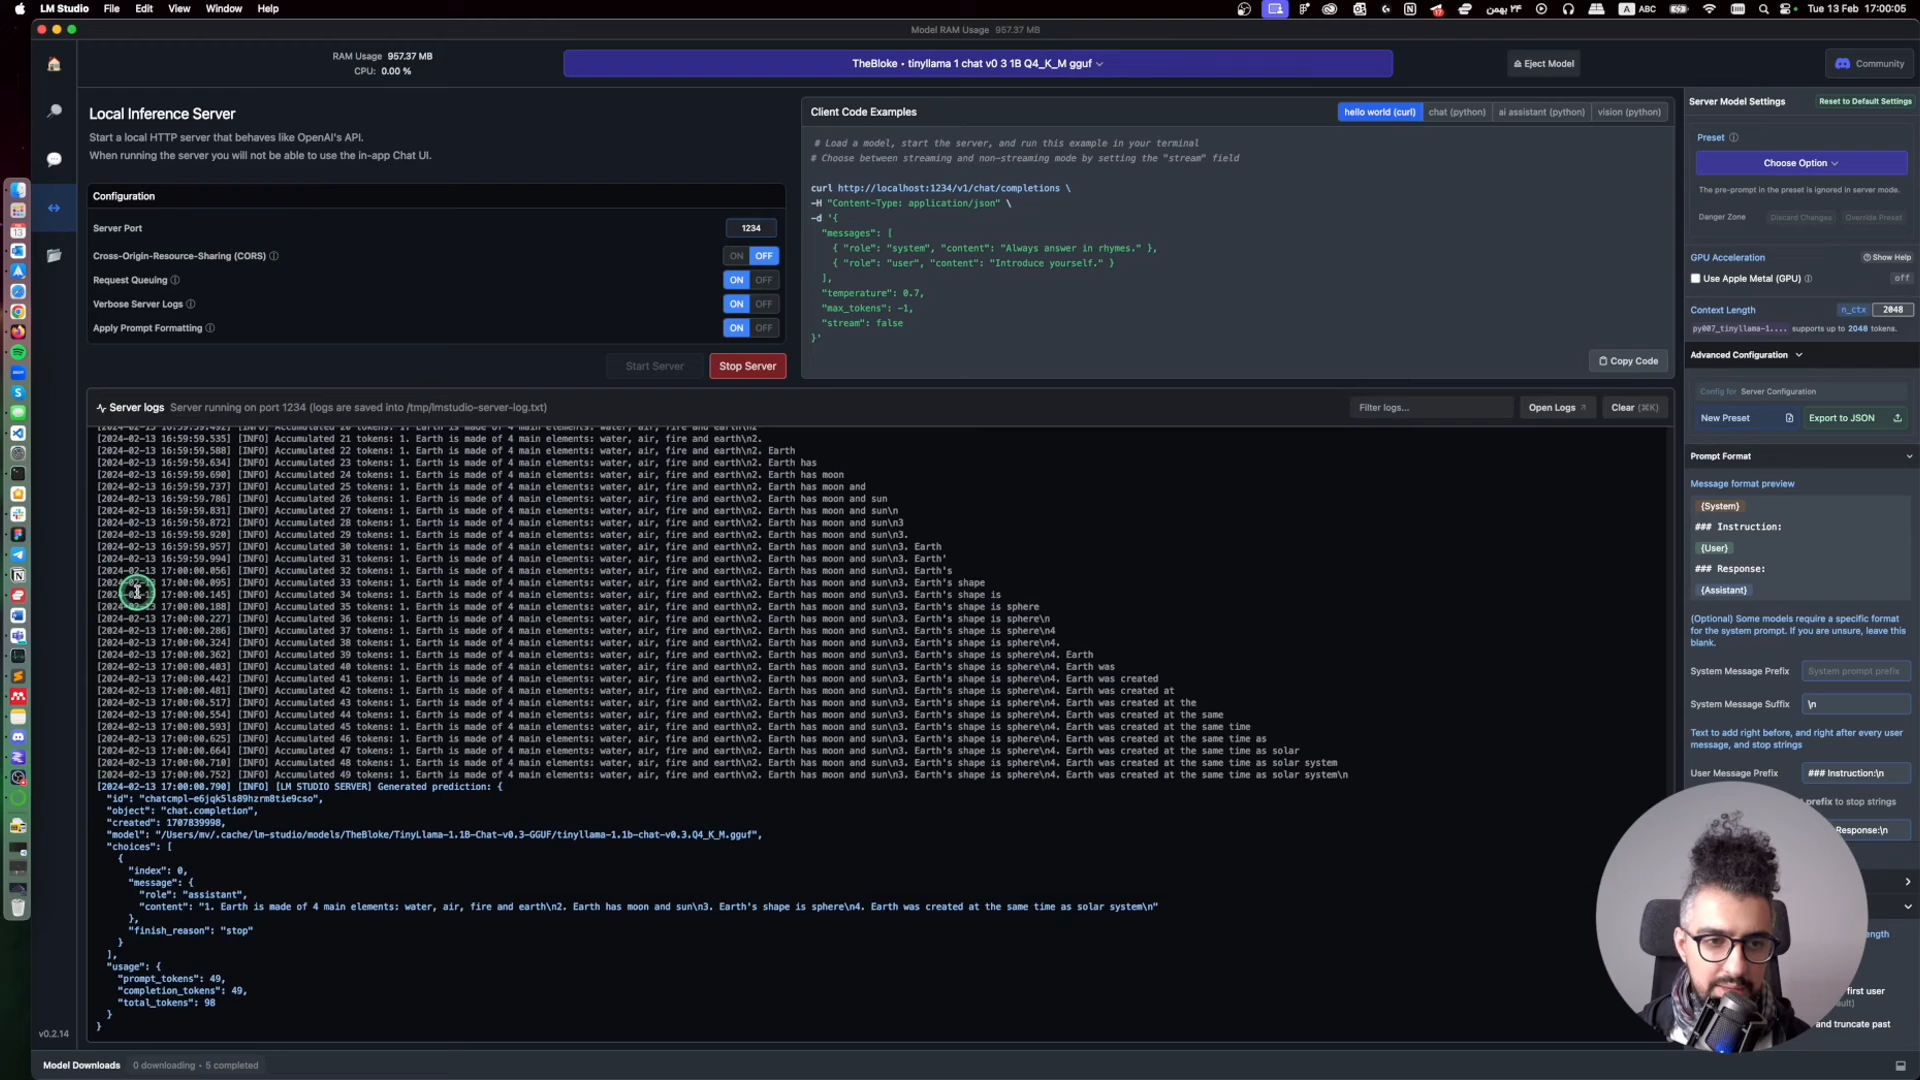 LM Studio File Edit View Window Help
۲۴ بهمن ABC Tue 13 Feb 17:00:05
Model RAM Usage 957.37 MB
RAM Usage 957.37 MB
CPU: 0.00 %
TheBloke • tinyllama 1 chat v0 3 1B Q4_K_M gguf
Eject Model
Community
Local Inference Server
Start a local HTTP server that behaves like OpenAI's API.
When running the server you will not be able to use the in-app Chat UI.
Configuration
Server Port 1234
Cross-Origin-Resource-Sharing (CORS) ON OFF
Request Queuing ON OFF
Verbose Server Logs ON OFF
Apply Prompt Formatting ON OFF
Start Server Stop Server
Client Code Examples
hello world (curl) chat (python) ai assistant (python) vision (python)
# Load a model, start the server, and run this example in your terminal
# Choose between streaming and non-streaming mode by setting the "stream" field
curl http://localhost:1234/v1/chat/completions \
-H "Content-Type: application/json" \
-d '{
"messages": [
{ "role": "system", "content": "Always answer in rhymes." },
{ "role": "user", "content": "Introduce yourself." }
],
"temperature": 0.7,
"max_tokens": -1,
"stream": false
}'
Copy Code
Server logs Server running on port 1234 (logs are saved into /tmp/lmstudio-server-log.txt)
Filter logs... Open Logs Clear (⌘K)
[2024-02-13 16:59:59.492] [INFO] Accumulated 20 tokens: 1. Earth is made of 4 main elements: water, air, fire and earth\n2
[2024-02-13 16:59:59.535] [INFO] Accumulated 21 tokens: 1. Earth is made of 4 main elements: water, air, fire and earth\n2.
[2024-02-13 16:59:59.588] [INFO] Accumulated 22 tokens: 1. Earth is made of 4 main elements: water, air, fire and earth\n2. Earth
[2024-02-13 16:59:59.634] [INFO] Accumulated 23 tokens: 1. Earth is made of 4 main elements: water, air, fire and earth\n2. Earth has
[2024-02-13 16:59:59.690] [INFO] Accumulated 24 tokens: 1. Earth is made of 4 main elements: water, air, fire and earth\n2. Earth has moon
[2024-02-13 16:59:59.737] [INFO] Accumulated 25 tokens: 1. Earth is made of 4 main elements: water, air, fire and earth\n2. Earth has moon and
[2024-02-13 16:59:59.786] [INFO] Accumulated 26 tokens: 1. Earth is made of 4 main elements: water, air, fire and earth\n2. Earth has moon and sun
[2024-02-13 16:59:59.831] [INFO] Accumulated 27 tokens: 1. Earth is made of 4 main elements: water, air, fire and earth\n2. Earth has moon and sun\n
[2024-02-13 16:59:59.872] [INFO] Accumulated 28 tokens: 1. Earth is made of 4 main elements: water, air, fire and earth\n2. Earth has moon and sun\n3
[2024-02-13 16:59:59.920] [INFO] Accumulated 29 tokens: 1. Earth is made of 4 main elements: water, air, fire and earth\n2. Earth has moon and sun\n3.
[2024-02-13 16:59:59.957] [INFO] Accumulated 30 tokens: 1. Earth is made of 4 main elements: water, air, fire and earth\n2. Earth has moon and sun\n3. Earth
[2024-02-13 16:59:59.994] [INFO] Accumulated 31 tokens: 1. Earth is made of 4 main elements: water, air, fire and earth\n2. Earth has moon and sun\n3. Earth'
[2024-02-13 17:00:00.056] [INFO] Accumulated 32 tokens: 1. Earth is made of 4 main elements: water, air, fire and earth\n2. Earth has moon and sun\n3. Earth's
[2024-02-13 17:00:00.095] [INFO] Accumulated 33 tokens: 1. Earth is made of 4 main elements: water, air, fire and earth\n2. Earth has moon and sun\n3. Earth's shape
[2024-02-13 17:00:00.145] [INFO] Accumulated 34 tokens: 1. Earth is made of 4 main elements: water, air, fire and earth\n2. Earth has moon and sun\n3. Earth's shape is
[2024-02-13 17:00:00.188] [INFO] Accumulated 35 tokens: 1. Earth is made of 4 main elements: water, air, fire and earth\n2. Earth has moon and sun\n3. Earth's shape is sphere
[2024-02-13 17:00:00.227] [INFO] Accumulated 36 tokens: 1. Earth is made of 4 main elements: water, air, fire and earth\n2. Earth has moon and sun\n3. Earth's shape is sphere\n
[2024-02-13 17:00:00.286] [INFO] Accumulated 37 tokens: 1. Earth is made of 4 main elements: water, air, fire and earth\n2. Earth has moon and sun\n3. Earth's shape is sphere\n4
[2024-02-13 17:00:00.324] [INFO] Accumulated 38 tokens: 1. Earth is made of 4 main elements: water, air, fire and earth\n2. Earth has moon and sun\n3. Earth's shape is sphere\n4.
[2024-02-13 17:00:00.362] [INFO] Accumulated 39 tokens: 1. Earth is made of 4 main elements: water, air, fire and earth\n2. Earth has moon and sun\n3. Earth's shape is sphere\n4. Earth
[2024-02-13 17:00:00.403] [INFO] Accumulated 40 tokens: 1. Earth is made of 4 main elements: water, air, fire and earth\n2. Earth has moon and sun\n3. Earth's shape is sphere\n4. Earth was
[2024-02-13 17:00:00.442] [INFO] Accumulated 41 tokens: 1. Earth is made of 4 main elements: water, air, fire and earth\n2. Earth has moon and sun\n3. Earth's shape is sphere\n4. Earth was created
[2024-02-13 17:00:00.481] [INFO] Accumulated 42 tokens: 1. Earth is made of 4 main elements: water, air, fire and earth\n2. Earth has moon and sun\n3. Earth's shape is sphere\n4. Earth was created at
[2024-02-13 17:00:00.517] [INFO] Accumulated 43 tokens: 1. Earth is made of 4 main elements: water, air, fire and earth\n2. Earth has moon and sun\n3. Earth's shape is sphere\n4. Earth was created at the
[2024-02-13 17:00:00.554] [INFO] Accumulated 44 tokens: 1. Earth is made of 4 main elements: water, air, fire and earth\n2. Earth has moon and sun\n3. Earth's shape is sphere\n4. Earth was created at the same
[2024-02-13 17:00:00.593] [INFO] Accumulated 45 tokens: 1. Earth is made of 4 main elements: water, air, fire and earth\n2. Earth has moon and sun\n3. Earth's shape is sphere\n4. Earth was created at the same time
[2024-02-13 17:00:00.625] [INFO] Accumulated 46 tokens: 1. Earth is made of 4 main elements: water, air, fire and earth\n2. Earth has moon and sun\n3. Earth's shape is sphere\n4. Earth was created at the same time as
[2024-02-13 17:00:00.664] [INFO] Accumulated 47 tokens: 1. Earth is made of 4 main elements: water, air, fire and earth\n2. Earth has moon and sun\n3. Earth's shape is sphere\n4. Earth was created at the same time as solar
[2024-02-13 17:00:00.710] [INFO] Accumulated 48 tokens: 1. Earth is made of 4 main elements: water, air, fire and earth\n2. Earth has moon and sun\n3. Earth's shape is sphere\n4. Earth was created at the same time as solar system
[2024-02-13 17:00:00.752] [INFO] Accumulated 49 tokens: 1. Earth is made of 4 main elements: water, air, fire and earth\n2. Earth has moon and sun\n3. Earth's shape is sphere\n4. Earth was created at the same time as solar system\n
[2024-02-13 17:00:00.790] [INFO] [LM STUDIO SERVER] Generated prediction: {
"id": "chatcmpl-e6jqk5ls89hzrm8tie9cso",
"object": "chat.completion",
"created": 1707839998,
"model": "/Users/mv/.cache/lm-studio/models/TheBloke/TinyLlama-1.1B-Chat-v0.3-GGUF/tinyllama-1.1b-chat-v0.3.Q4_K_M.gguf",
"choices": [
{
"index": 0,
"message": {
"role": "assistant",
"content": "1. Earth is made of 4 main elements: water, air, fire and earth\n2. Earth has moon and sun\n3. Earth's shape is sphere\n4. Earth was created at the same time as solar system\n"
},
"finish_reason": "stop"
}
],
"usage": {
"prompt_tokens": 49,
"completion_tokens": 49,
"total_tokens": 98
}
}
Server Model Settings Reset to Default Settings
Preset
Choose Option
The pre-prompt in the preset is ignored in server mode.
Danger Zone Discard Changes Override Preset
GPU Acceleration Show Help
Use Apple Metal (GPU) off
Context Length n_ctx 2048
py007_tinyllama-1.... supports up to 2048 tokens.
Advanced Configuration
Config for Server Configuration
New Preset Export to JSON
Prompt Format
Message format preview
{System}
### Instruction:
{User}
### Response:
{Assistant}
(Optional) Some models require a specific format
for the system prompt. If you are unsure, leave this
blank.
System Message Prefix System prompt prefix
System Message Suffix \n
Text to add right before, and right after every user
message, and stop strings
User Message Prefix ### Instruction:\n
prefix to stop strings
Response:\n
first user
and truncate past
v0.2.14
Model Downloads 0 downloading • 5 completed